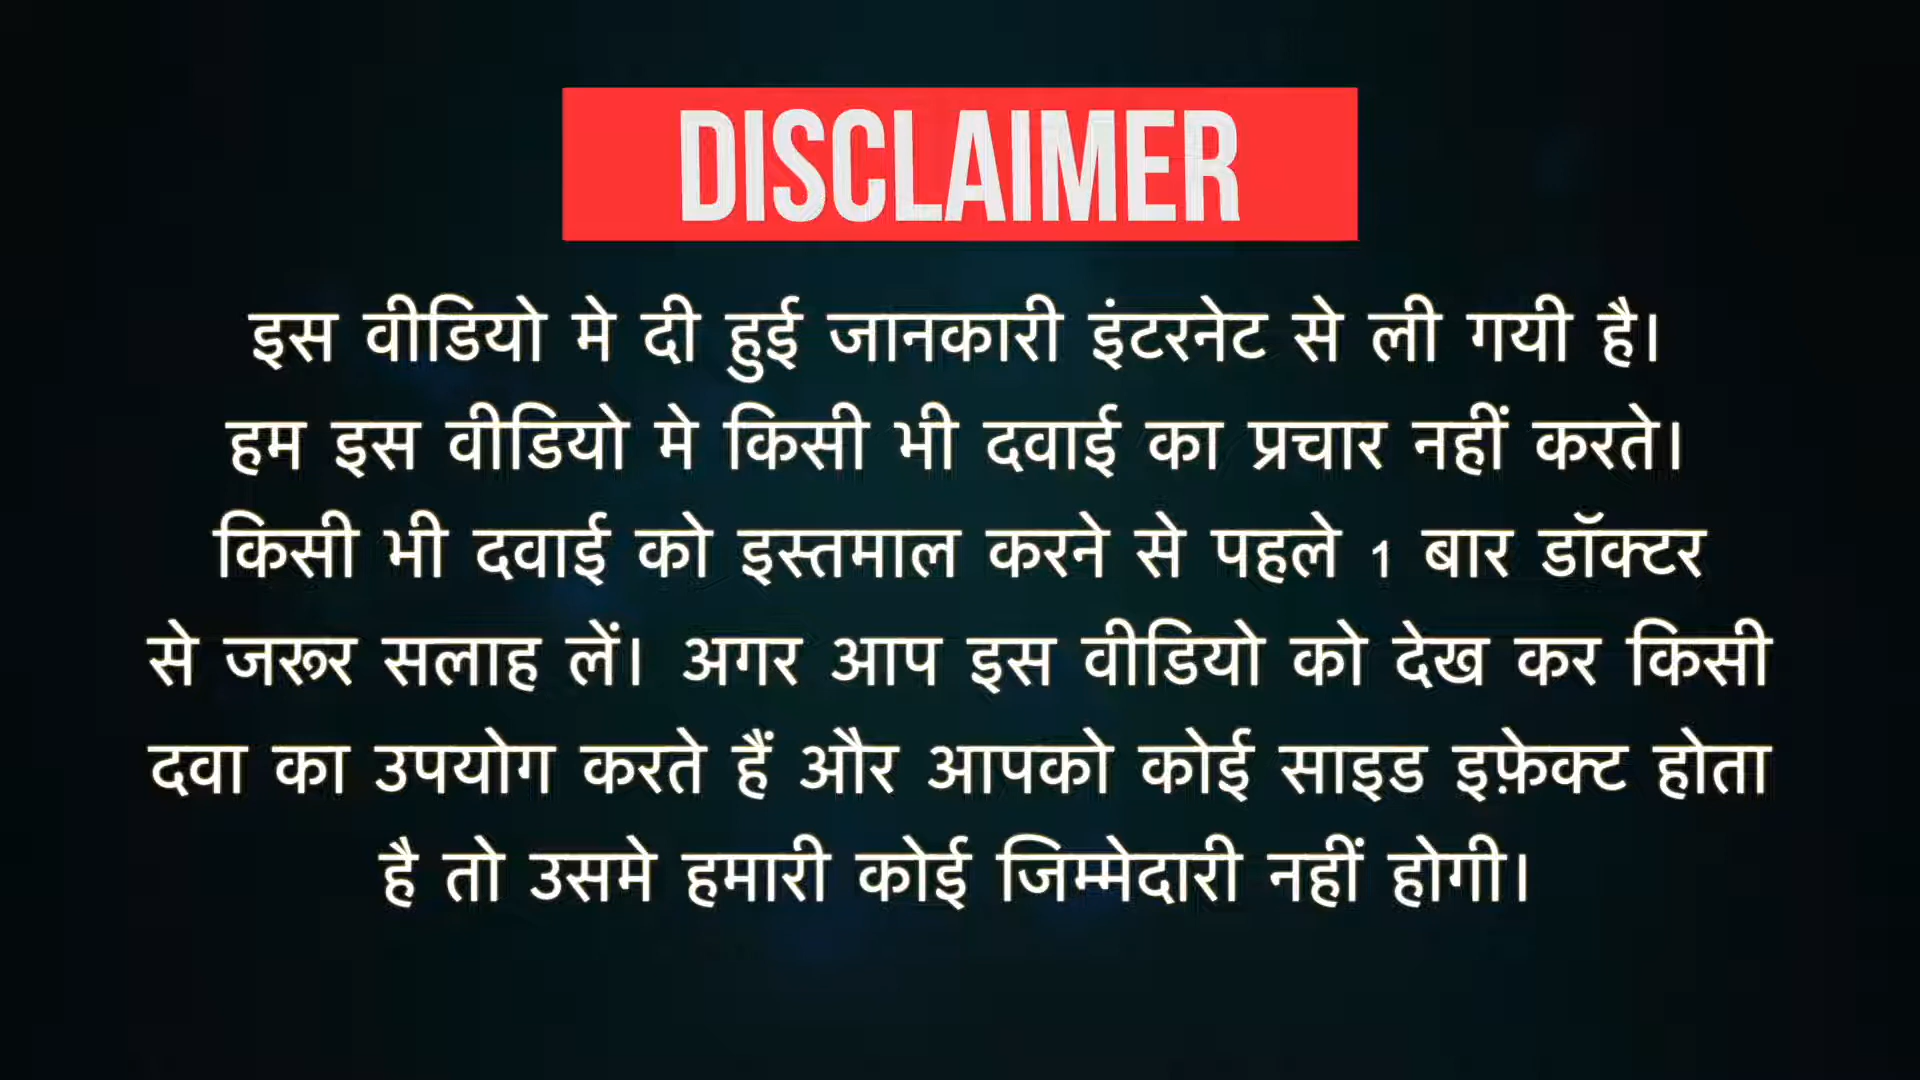 DISCLAIMER
इस वीडियो मे दी हुई जानकारी इंटरनेट से ली गयी है।
हम इस वीडियो मे किसी भी दवाई का प्रचार नहीं करते।
किसी भी दवाई को इस्तमाल करने से पहले 1 बार डॉक्टर
से जरूर सलाह लें। अगर आप इस वीडियो को देख कर किसी
दवा का उपयोग करते हैं और आपको कोई साइड इफ़ेक्ट होता
है तो उसमे हमारी कोई जिम्मेदारी नहीं होगी।